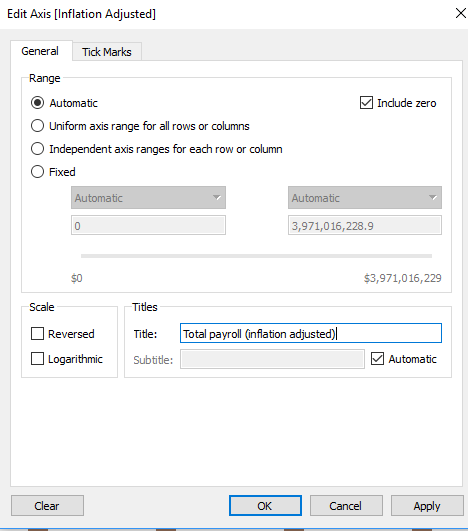 Edit Axis [Inflation Adjusted]
General Tick Marks
Range
Automatic Include zero
Uniform axis range for all rows or columns
Independent axis ranges for each row or column
Fixed
Automatic Automatic
0 3,971,016,228.9
$0 $3,971,016,229
Scale Titles
Reversed Title: Total payroll (inflation adjusted)
Logarithmic Subtitle: Automatic
Clear OK Cancel Apply